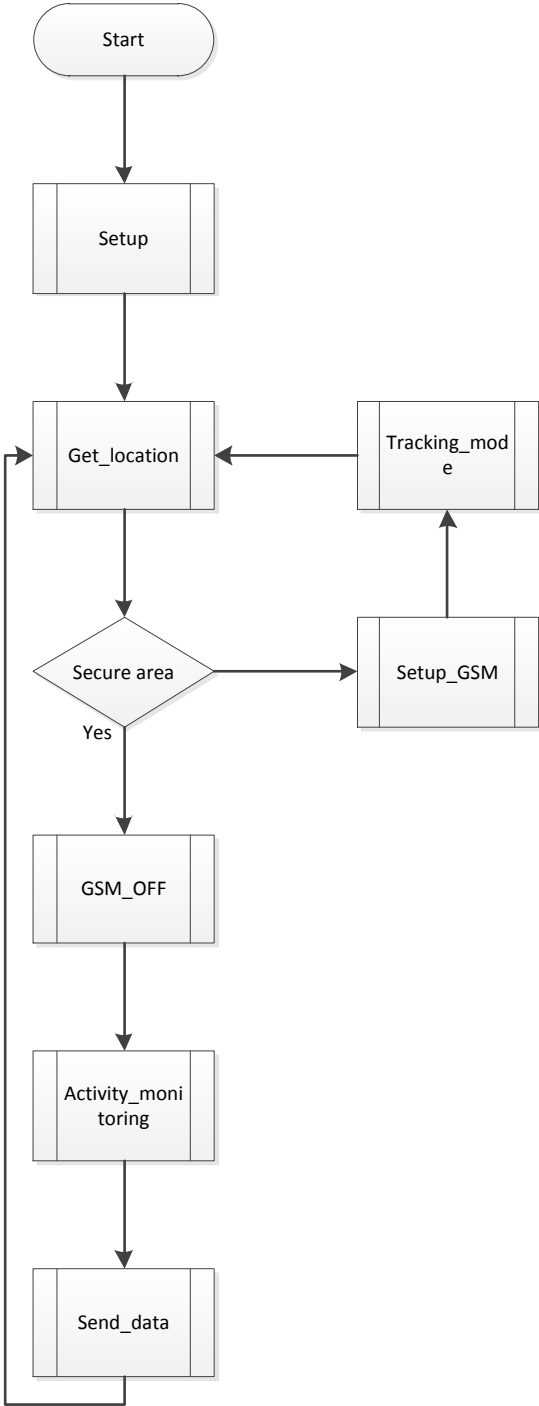 Start
Setup
Get_location
Tracking_mod
e
Secure area
Setup_GSM
Yes
GSM_OFF
Activity_moni
toring
Send_data